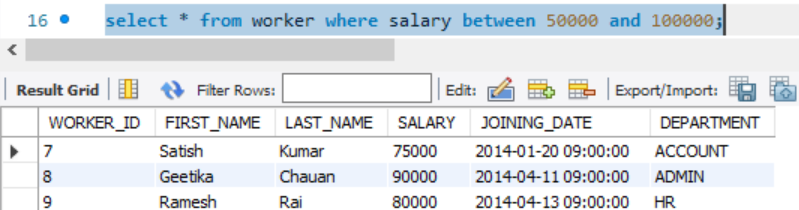 16 select * from worker where salary between 50000 and 100000;
Result Grid Filter Rows: Edit: Export/Import:
WORKER_ID FIRST_NAME LAST_NAME SALARY JOINING_DATE DEPARTMENT
7 Satish Kumar 75000 2014-01-20 09:00:00 ACCOUNT
8 Geetika Chauan 90000 2014-04-11 09:00:00 ADMIN
9 Ramesh Rai 80000 2014-04-13 09:00:00 HR